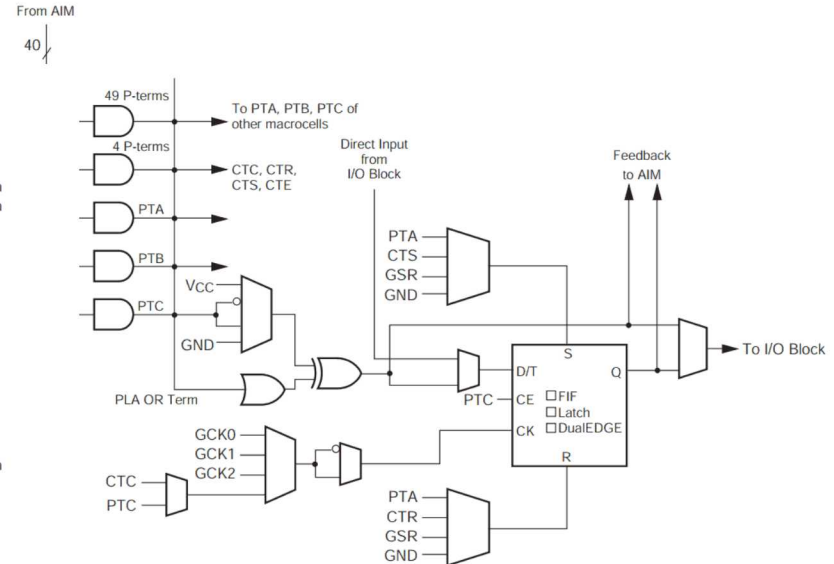 From AIM
40
49 P-terms
To PTA, PTB, PTC of
other macrocells
4 P-terms
CTC, CTR,
CTS, CTE
Direct Input
from
I/O Block
Feedback
to AIM
PTA
PTB
PTC
VCC
GND
PLA OR Term
PTA
CTS
GSR
GND
To I/O Block
S
D/T
Q
PTC
CE
FIF
Latch
DualEDGE
CK
R
GCK0
GCK1
GCK2
CTC
PTC
PTA
CTR
GSR
GND